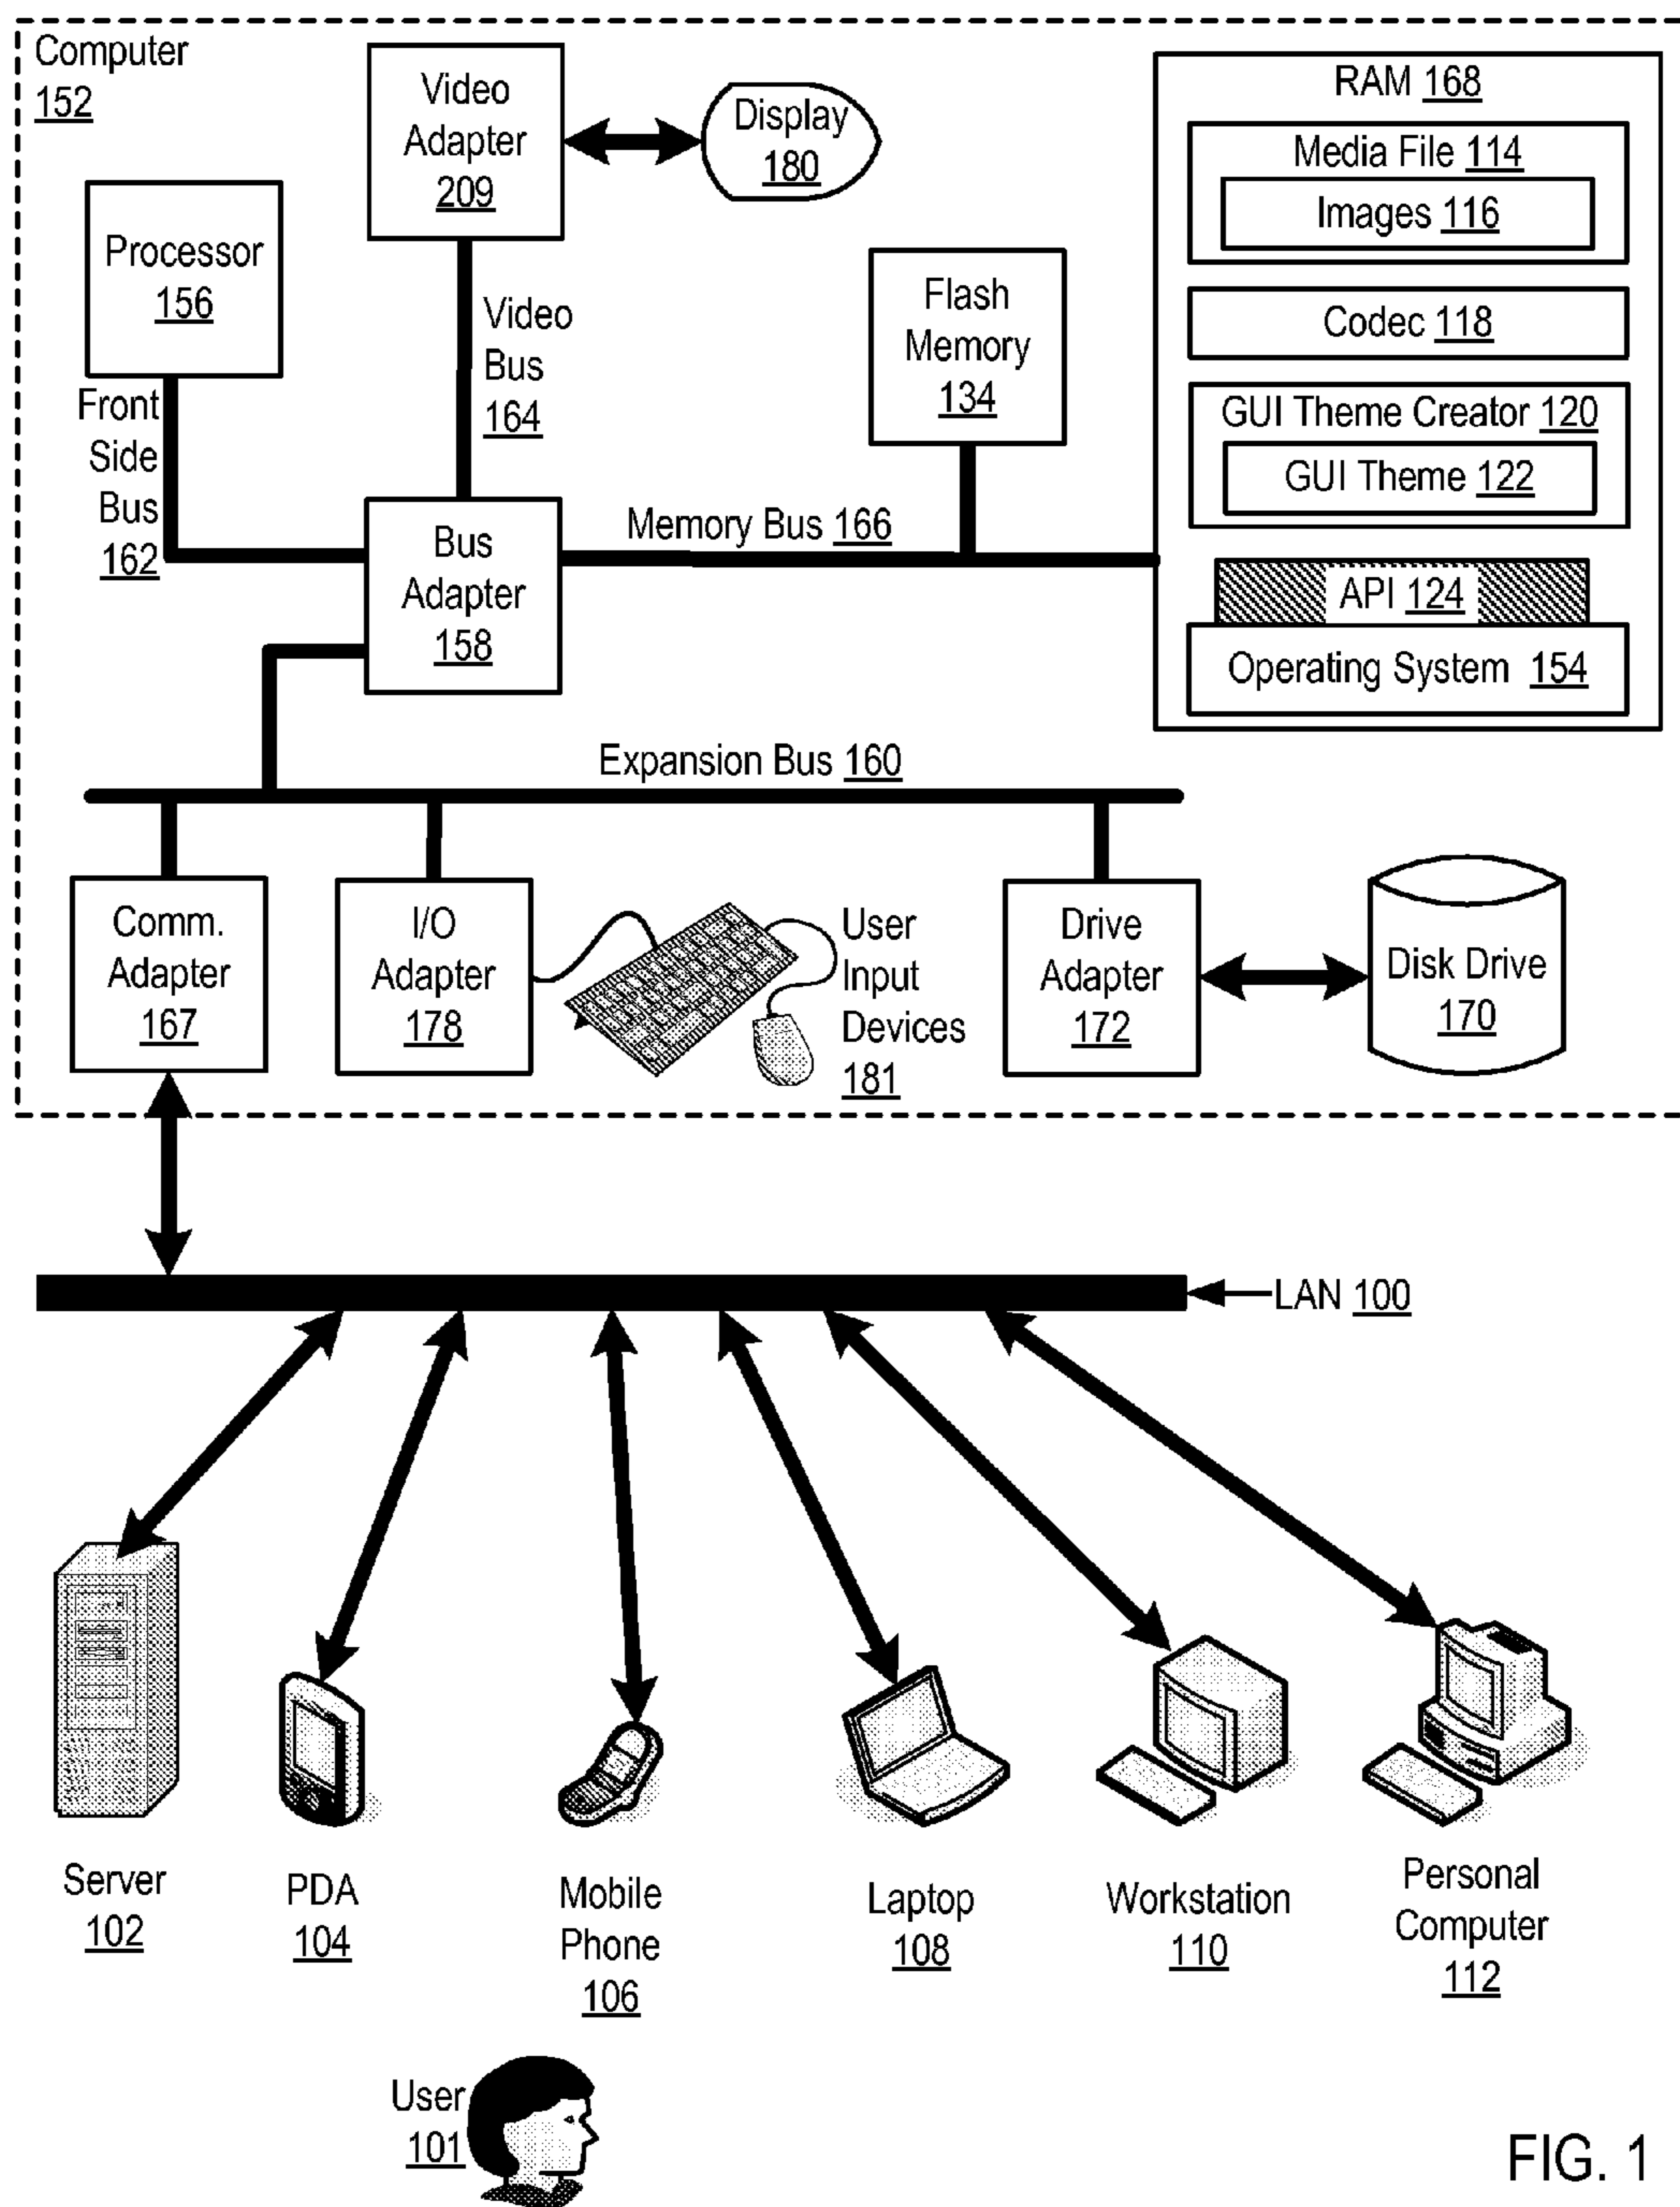 Computer
152
Video
Adapter
209
Display
180
RAM 168
Media File 114
Images 116
Codec 118
GUI Theme Creator 120
GUI Theme 122
API 124
Operating System 154
Processor
156
Front
Side
Bus
162
Video
Bus
164
Flash
Memory
134
Bus
Adapter
158
Memory Bus 166
Expansion Bus 160
Comm.
Adapter
167
I/O
Adapter
178
User
Input
Devices
181
Drive
Adapter
172
Disk Drive
170
LAN 100
Server
102
PDA
104
Mobile
Phone
106
Laptop
108
Workstation
110
Personal
Computer
112
User
101
FIG. 1